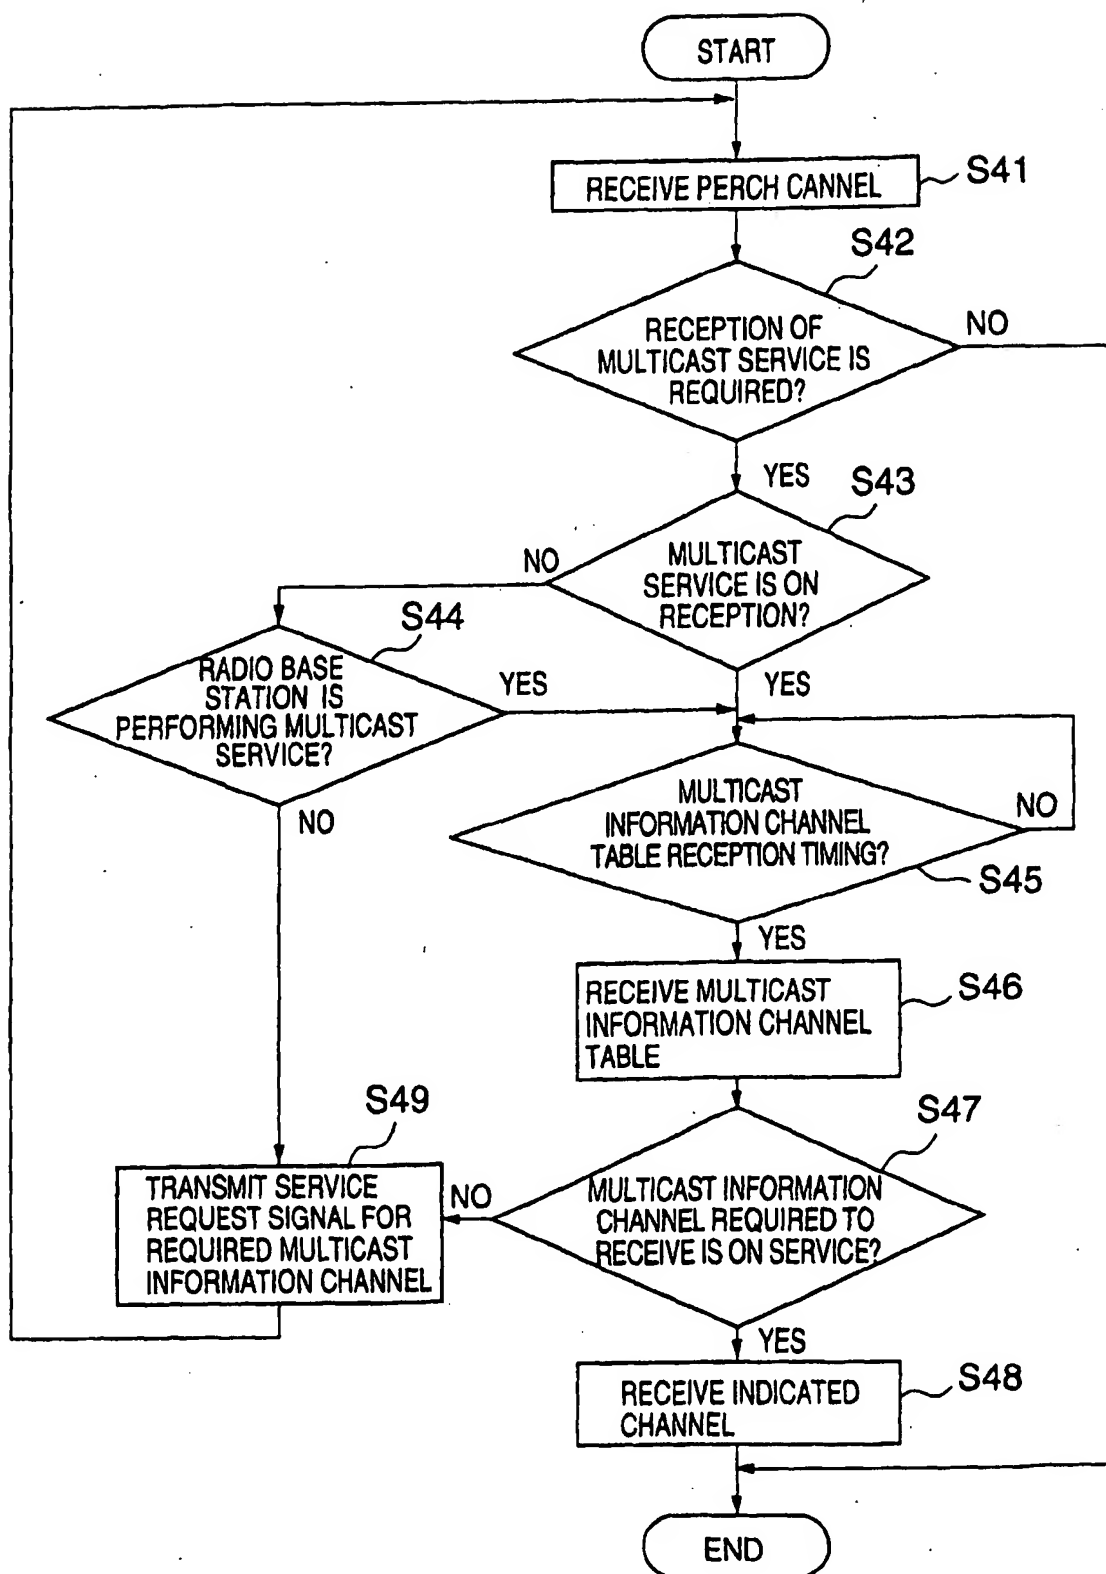 START
RECEIVE PERCH CANNEL
S41
S42
RECEPTION OF
MULTICAST SERVICE IS
REQUIRED?
NO
YES
S43
MULTICAST
SERVICE IS ON
RECEPTION?
NO
YES
S44
RADIO BASE
STATION IS
PERFORMING MULTICAST
SERVICE?
YES
NO
MULTICAST
INFORMATION CHANNEL
TABLE RECEPTION TIMING?
NO
S45
YES
RECEIVE MULTICAST
INFORMATION CHANNEL
TABLE
S46
S47
MULTICAST INFORMATION
CHANNEL REQUIRED TO
RECEIVE IS ON SERVICE?
NO
YES
S49
TRANSMIT SERVICE
REQUEST SIGNAL FOR
REQUIRED MULTICAST
INFORMATION CHANNEL
RECEIVE INDICATED
CHANNEL
S48
END